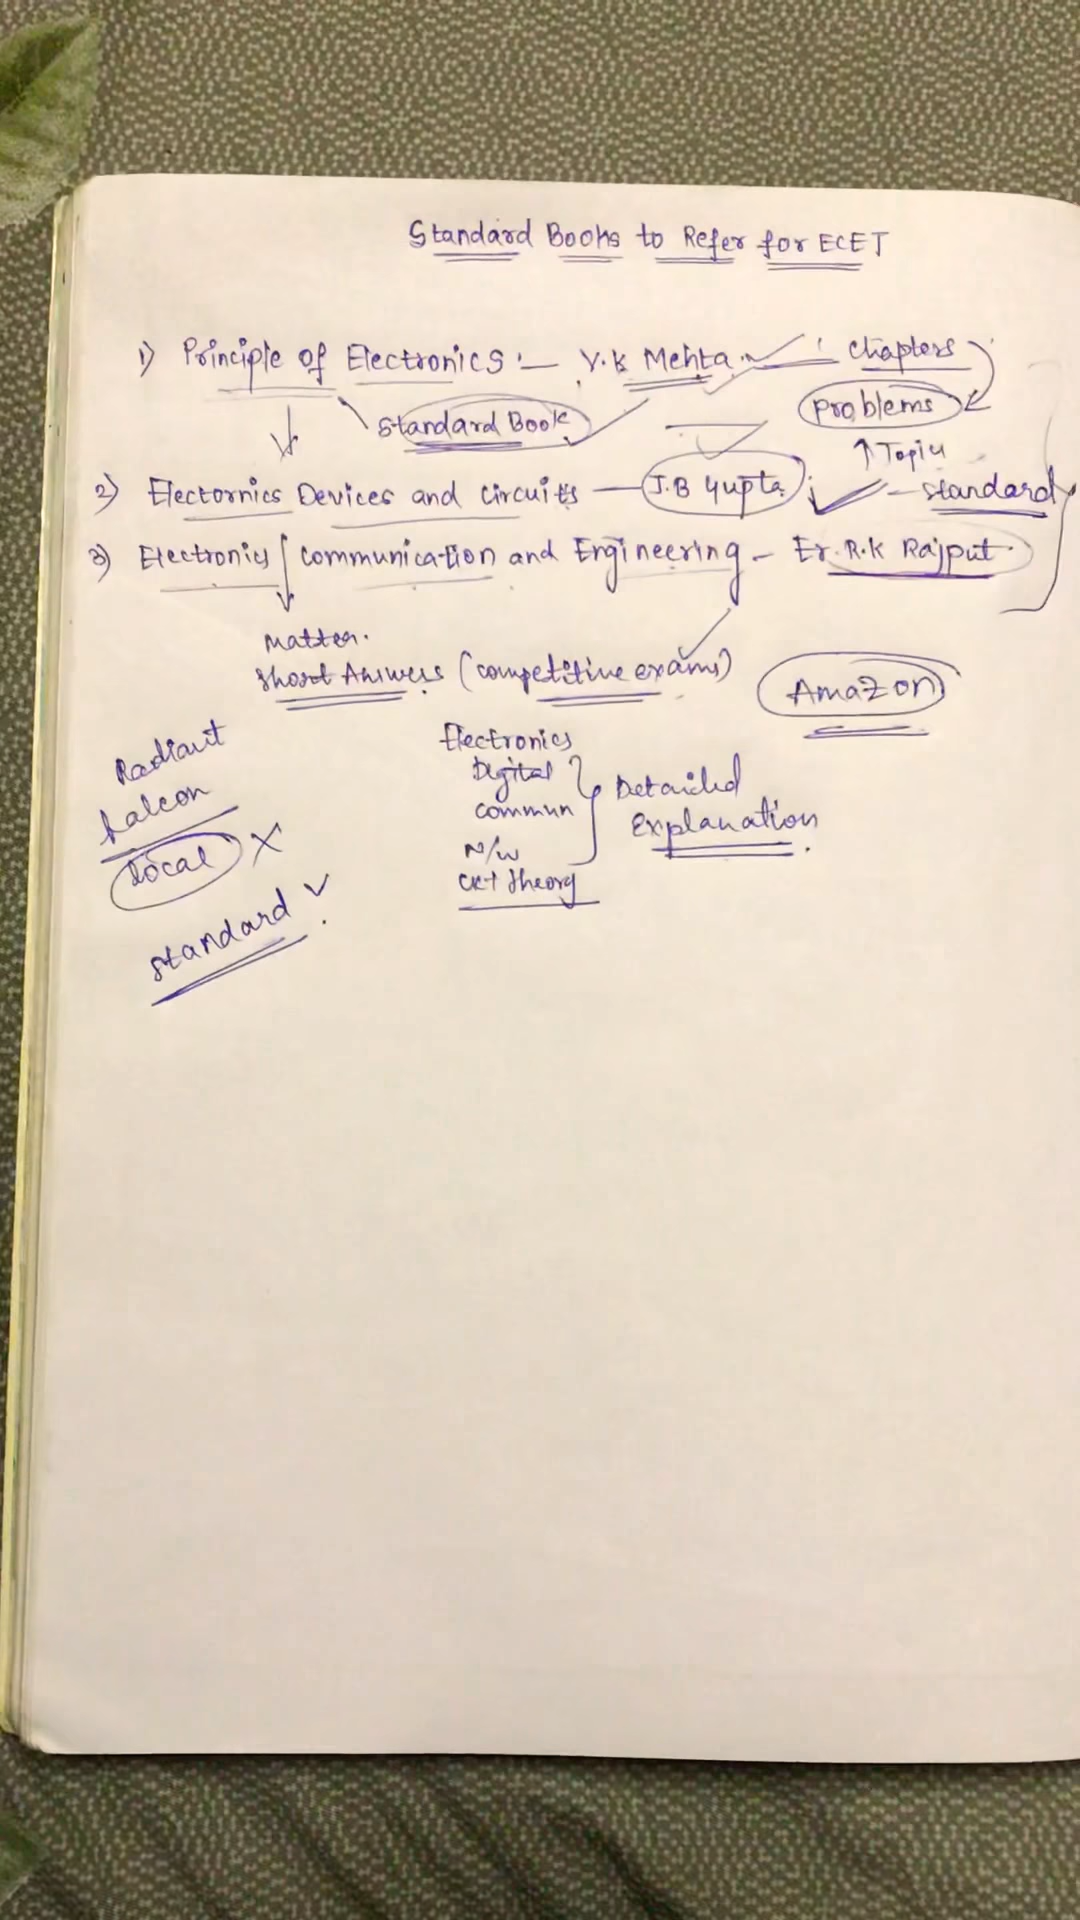 Standard Books to Refer for ECET
1) Principle of Electronics :- V.K Mehta :- chapters
problems
Standard Book
Topic
2) Electornics Devices and circuits - J.B Gupta - standard
3) Electronics communication and Engineering - Er. R.K Rajput.
Matter.
Short Answers (competitive exams)
Amazon
Radiant
falcon
local X
standard
Electronics
Digital
commun
N/W
CKT theory
Detailed
Explanation